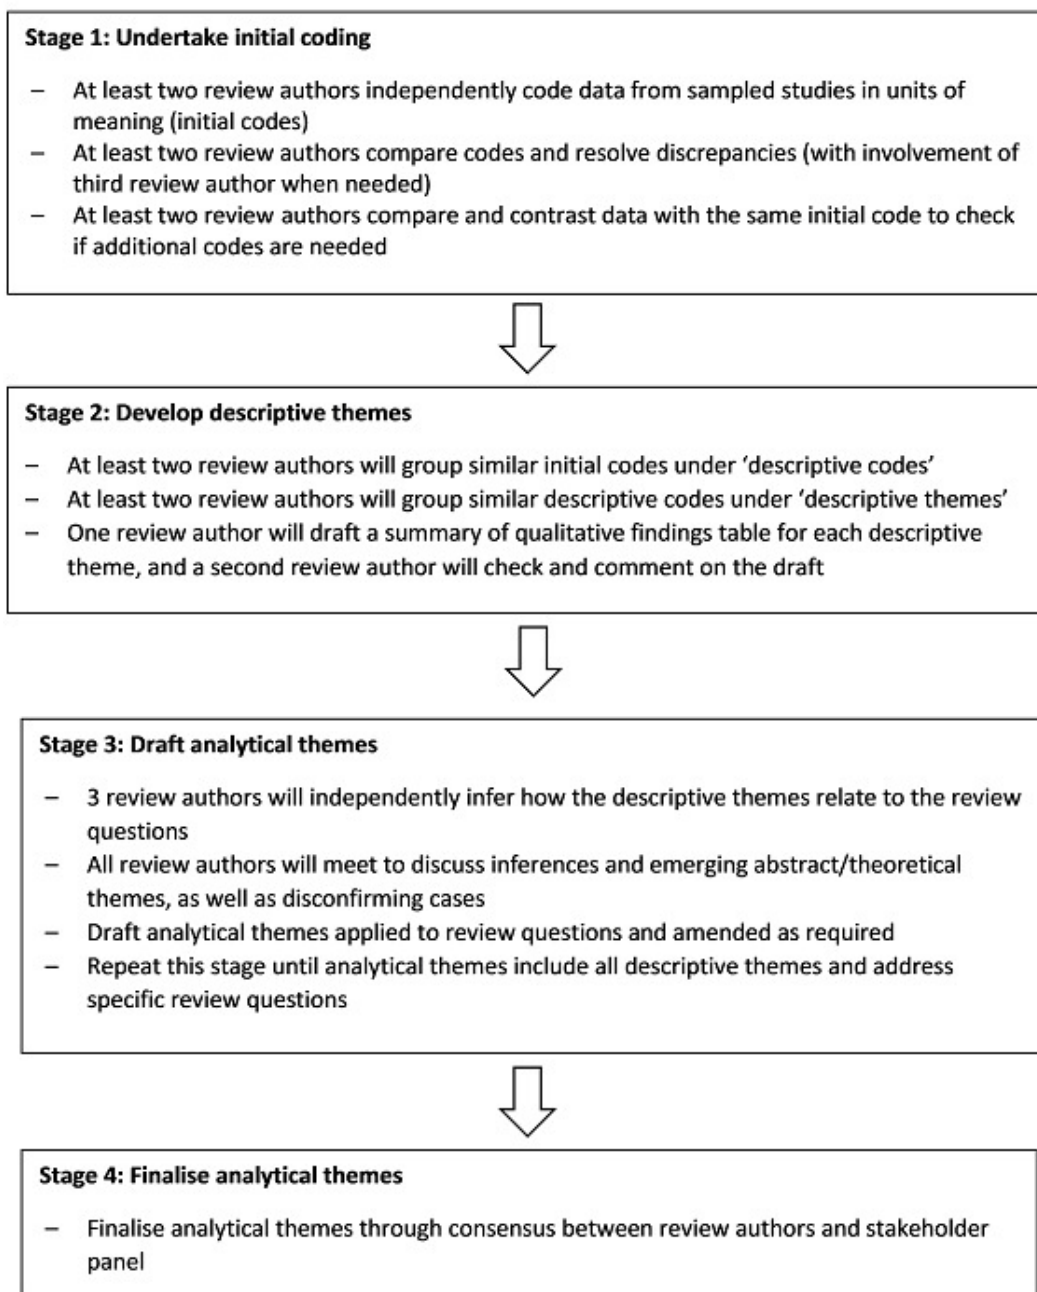 Stage 1: Undertake initial coding
– At least two review authors independently code data from sampled studies in units of
meaning (initial codes)
– At least two review authors compare codes and resolve discrepancies (with involvement of
third review author when needed)
– At least two review authors compare and contrast data with the same initial code to check
if additional codes are needed
Stage 2: Develop descriptive themes
– At least two review authors will group similar initial codes under ‘descriptive codes’
– At least two review authors will group similar descriptive codes under ‘descriptive themes’
– One review author will draft a summary of qualitative findings table for each descriptive
theme, and a second review author will check and comment on the draft
Stage 3: Draft analytical themes
– 3 review authors will independently infer how the descriptive themes relate to the review
questions
– All review authors will meet to discuss inferences and emerging abstract/theoretical
themes, as well as disconfirming cases
– Draft analytical themes applied to review questions and amended as required
– Repeat this stage until analytical themes include all descriptive themes and address
specific review questions
Stage 4: Finalise analytical themes
– Finalise analytical themes through consensus between review authors and stakeholder
panel